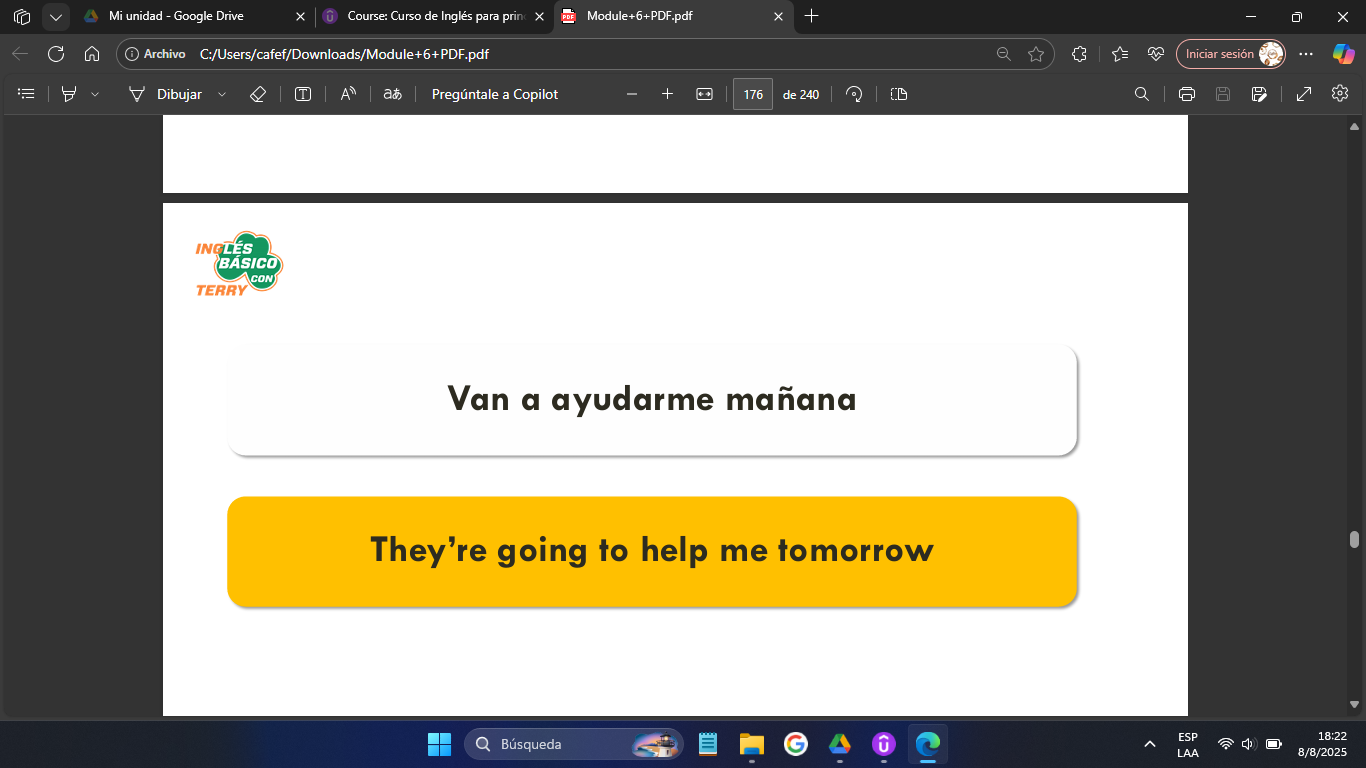 Mi unidad - Google Drive
Course: Curso de Inglés para prin
Module+6+PDF.pdf
Archivo C:/Users/cafef/Downloads/Module+6+PDF.pdf
Iniciar sesión
Dibujar
aあ
Pregúntale a Copilot
176 de 240
INGLÉS
BÁSICO
CON
TERRY
Van a ayudarme mañana
They're going to help me tomorrow
Búsqueda
ESP
LAA
18:22
8/8/2025